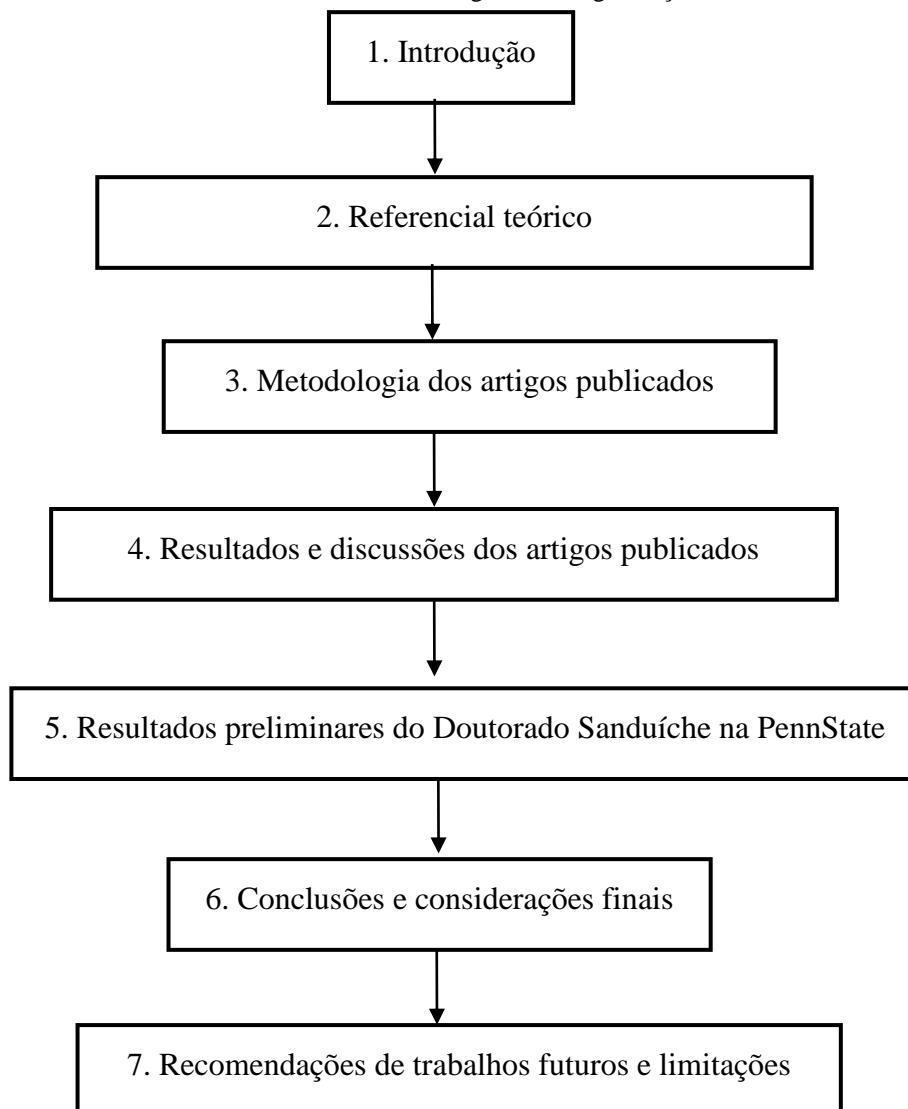 1. Introdução
2. Referencial teórico
3. Metodologia dos artigos publicados
4. Resultados e discussões dos artigos publicados
5. Resultados preliminares do Doutorado Sanduíche na PennState
6. Conclusões e considerações finais
7. Recomendações de trabalhos futuros e limitações